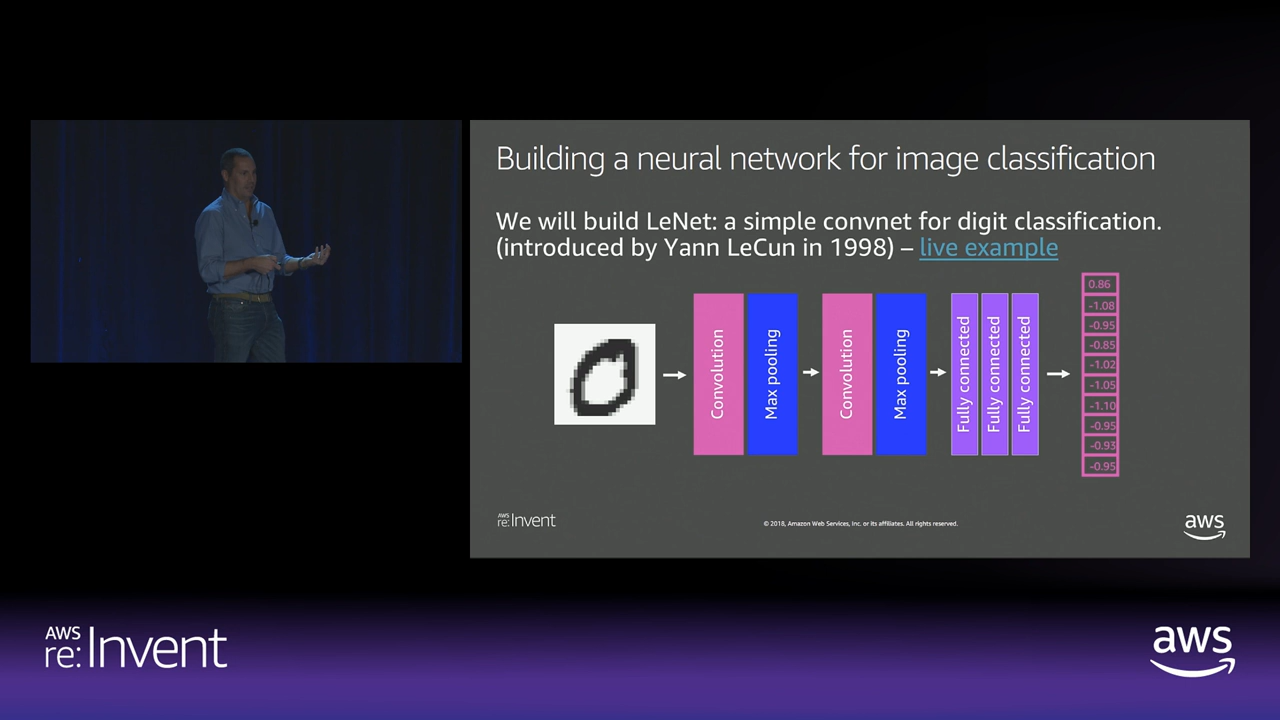 Building a neural network for image classification
We will build LeNet: a simple convnet for digit classification.
(introduced by Yann LeCun in 1998) – live example
Convolution
Max pooling
Convolution
Max pooling
Fully connected
Fully connected
Fully connected
0.86
-1.08
-0.95
-0.85
-1.02
-1.05
-1.10
-0.95
-0.93
-0.95
AWS
re:Invent
© 2018, Amazon Web Services, Inc. or its affiliates. All rights reserved.
aws
AWS
re:Invent
aws